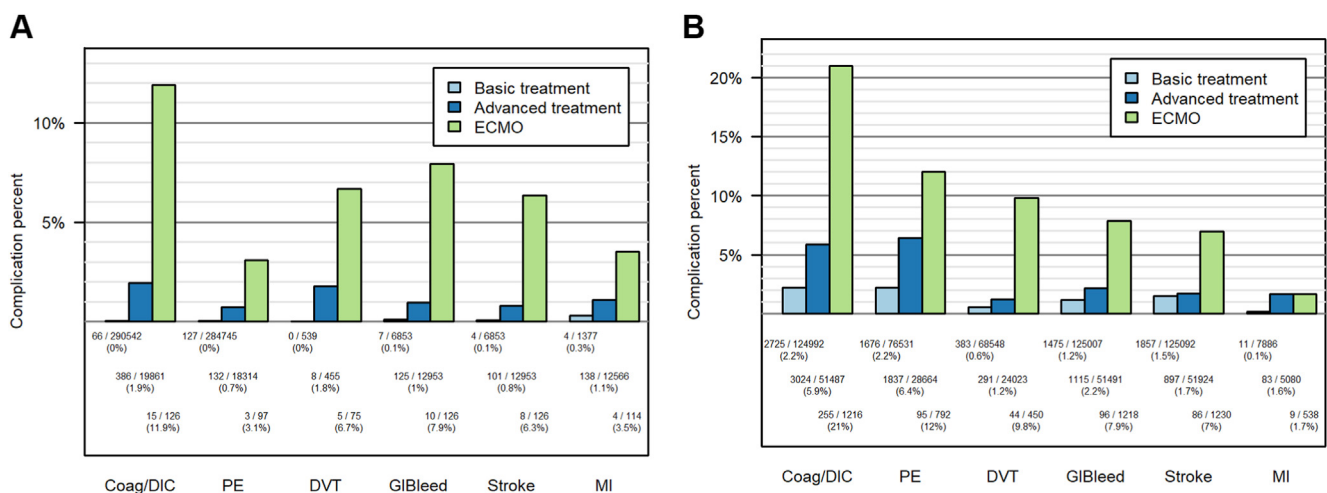 A
Complication percent
10%
5%
Basic treatment
Advanced treatment
ECMO
66 / 290542 127 / 284745 0 / 539 7 / 6853 4 / 6853 4 / 1377
(0%) (0%) (0%) (0.1%) (0.1%) (0.3%)
386 / 19861 132 / 18314 8 / 455 125 / 12953 101 / 12953 138 / 12566
(1.9%) (0.7%) (1.8%) (1%) (0.8%) (1.1%)
15 / 126 3 / 97 5 / 75 10 / 126 8 / 126 4 / 114
(11.9%) (3.1%) (6.7%) (7.9%) (6.3%) (3.5%)
Coag/DIC PE DVT GIBleed Stroke MI
B
Complication percent
20%
15%
10%
5%
Basic treatment
Advanced treatment
ECMO
2725 / 124992 1676 / 76531 383 / 68548 1475 / 125007 1857 / 125092 11 / 7886
(2.2%) (2.2%) (0.6%) (1.2%) (1.5%) (0.1%)
3024 / 51487 1837 / 28664 291 / 24023 1115 / 51491 897 / 51924 83 / 5080
(5.9%) (6.4%) (1.2%) (2.2%) (1.7%) (1.6%)
255 / 1216 95 / 792 44 / 450 96 / 1218 86 / 1230 9 / 538
(21%) (12%) (9.8%) (7.9%) (7%) (1.7%)
Coag/DIC PE DVT GIBleed Stroke MI